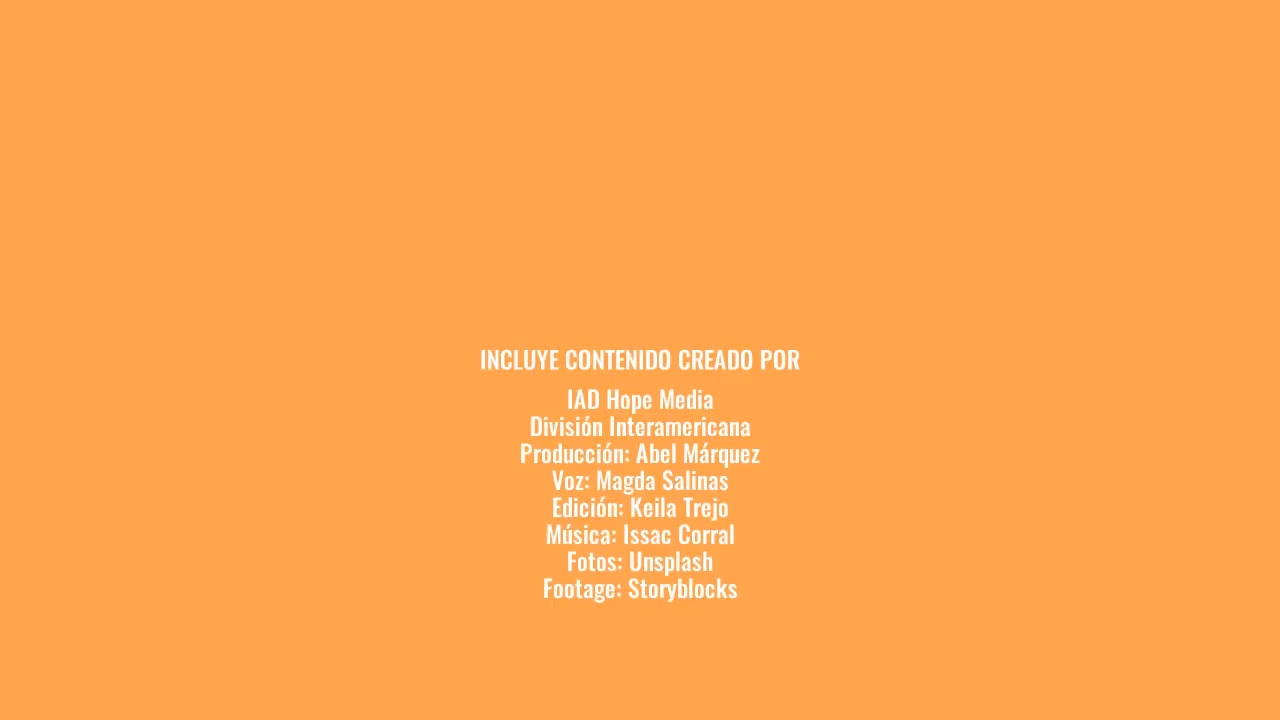 INCLUYE CONTENIDO CREADO POR
IAD Hope Media
División Interamericana
Producción: Abel Márquez
Voz: Magda Salinas
Edición: Keila Trejo
Música: Issac Corral
Fotos: Unsplash
Footage: Storyblocks